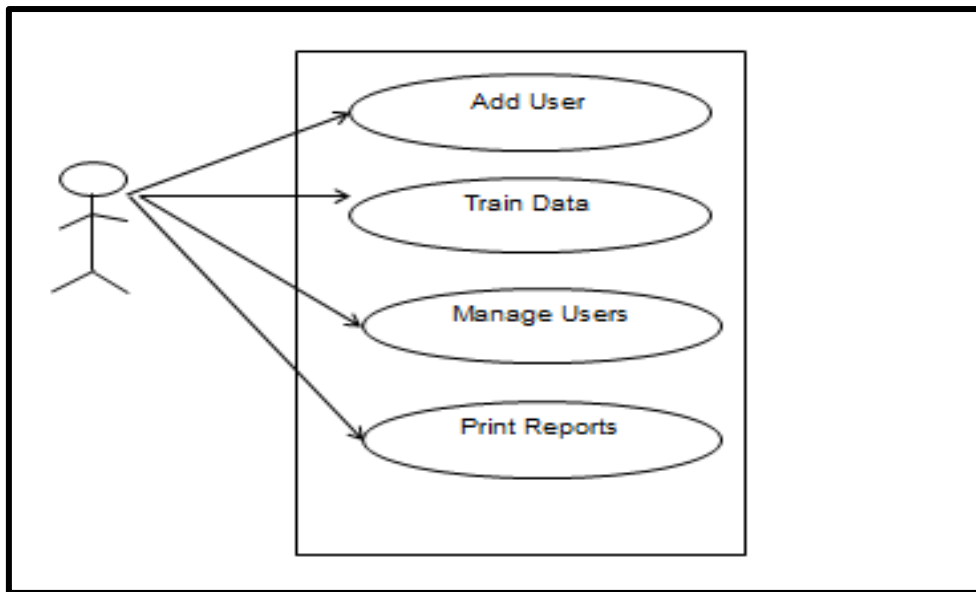 Add User
Train Data
Manage Users
Print Reports